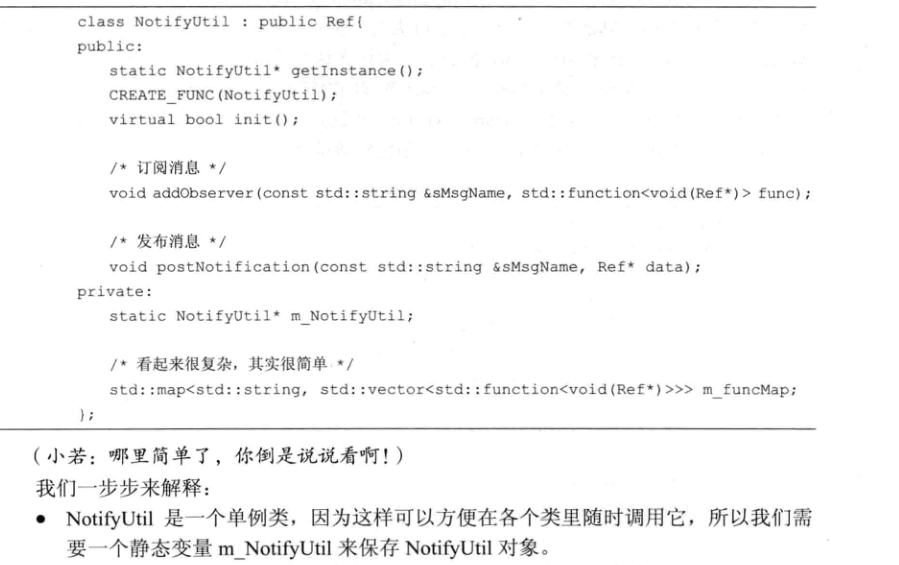 class NotifyUtil : public Ref{
public:
static NotifyUtil* getInstance();
CREATE_FUNC(NotifyUtil);
virtual bool init();
/* 订阅消息 */
void addObserver(const std::string &sMsgName, std::function<void(Ref*)> func);
/* 发布消息 */
void postNotification(const std::string &sMsgName, Ref* data);
private:
static NotifyUtil* m_NotifyUtil;
/* 看起来很复杂，其实很简单 */
std::map<std::string, std::vector<std::function<void(Ref*)>>> m_funcMap;
};
（小若：哪里简单了，你倒是说说看啊！）
我们一步步来解释：
● NotifyUtil 是一个单例类，因为这样可以方便在各个类里随时调用它，所以我们需
要一个静态变量 m_NotifyUtil 来保存 NotifyUtil 对象。